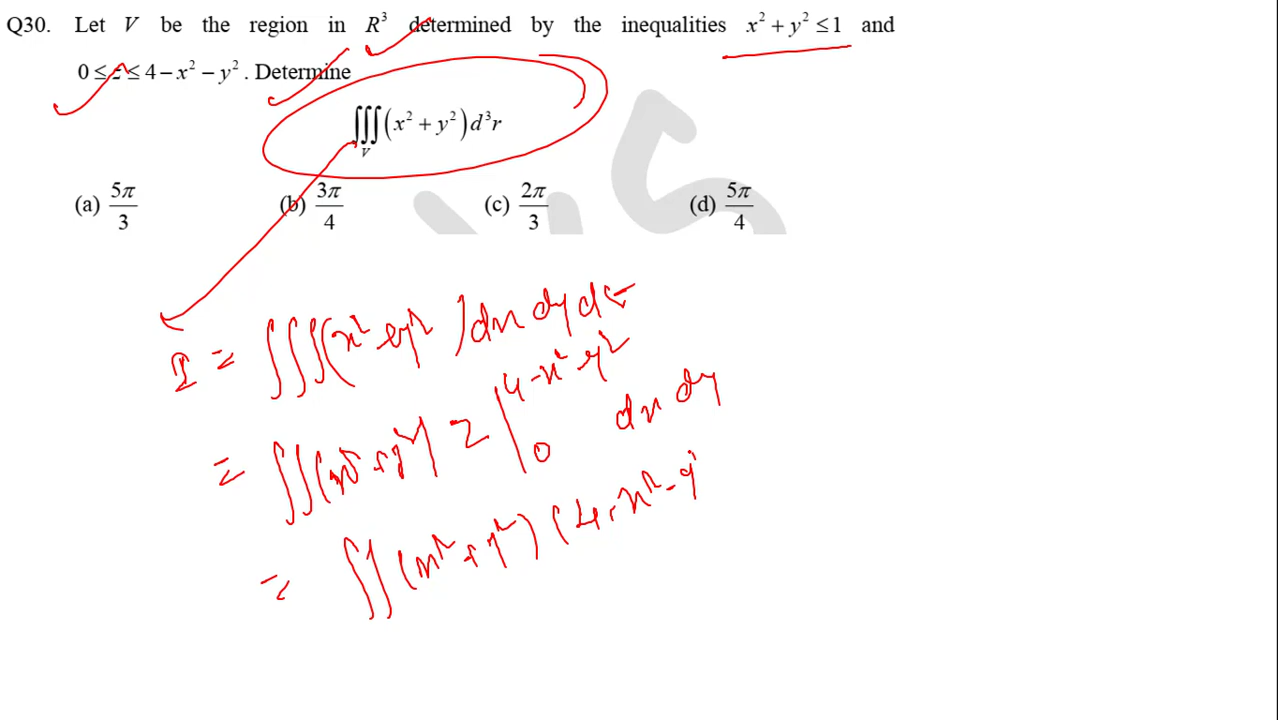 Q30. Let V be the region in R³ determined by the inequalities x² + y² ≤ 1 and
0 ≤ z ≤ 4 − x² − y². Determine
∭_V (x² + y²) d³r
(a) 5π/3 (b) 3π/4 (c) 2π/3 (d) 5π/4
I = ∭(x² + y²) dx dy dz
= ∬(x² + y²) z |₀^(4−x²−y²) dx dy
= ∬(x² + y²) (4 − x² − y²